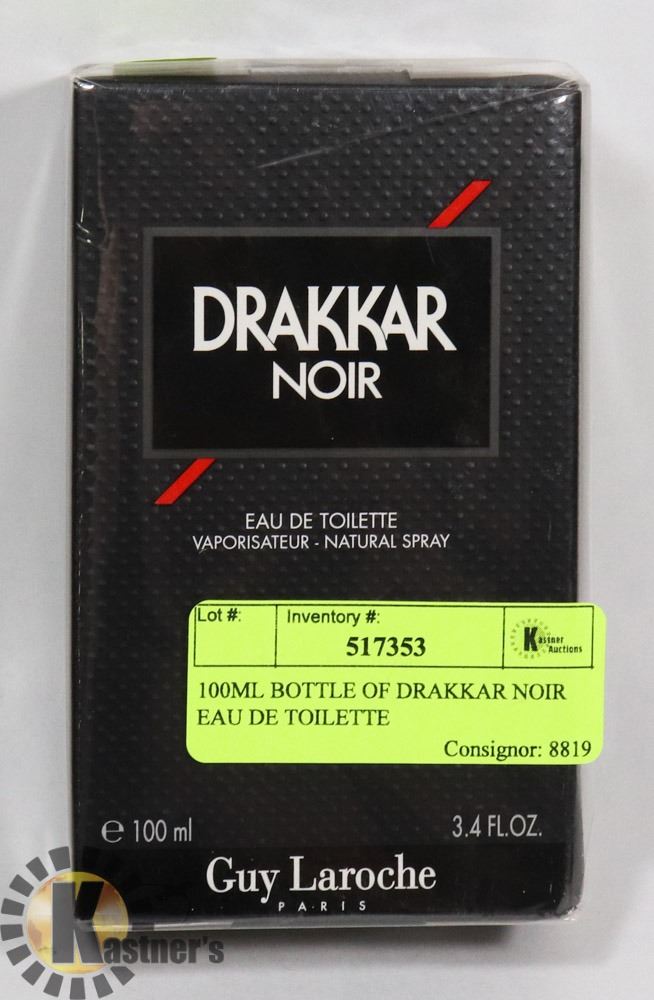 DRAKKAR
NOIR
EAU DE TOILETTE
VAPORISATEUR - NATURAL SPRAY
Lot #:
Inventory #:
517353
Kastner
Auctions
100ML BOTTLE OF DRAKKAR NOIR
EAU DE TOILETTE
Consignor: 8819
e 100 ml
3.4 FL.OZ.
Guy Laroche
PARIS
Kastner's